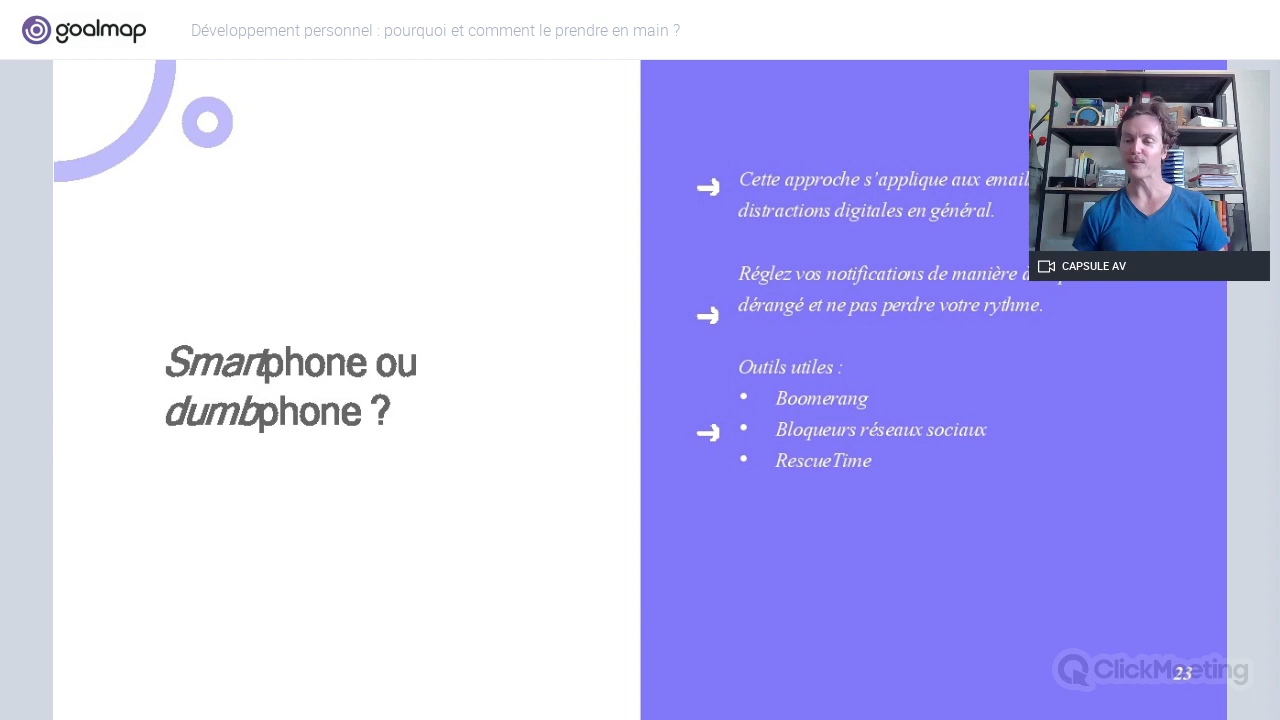 goalmap
Développement personnel : pourquoi et comment le prendre en main ?
Smartphone ou
dumbphone ?
Cette approche s’applique aux email
distractions digitales en général.
Réglez vos notifications de manière
dérangé et ne pas perdre votre rythme.
Outils utiles :
• Boomerang
• Bloqueurs réseaux sociaux
• RescueTime
CAPSULE AV
ClickMeeting
23